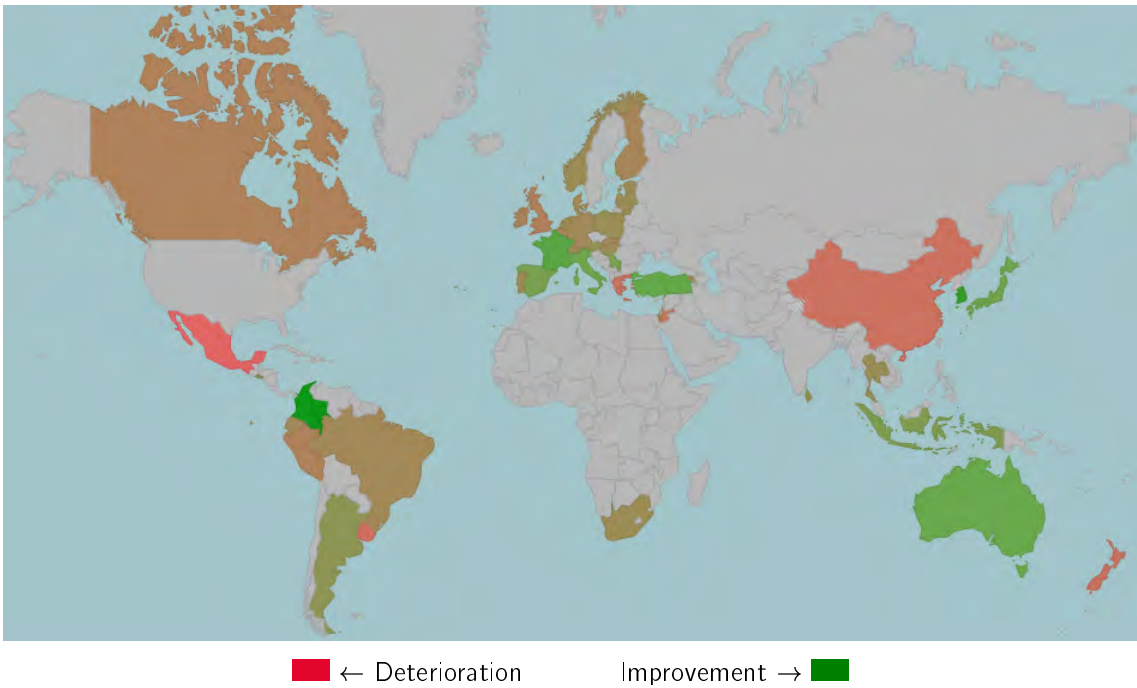 ← Deterioration Improvement →